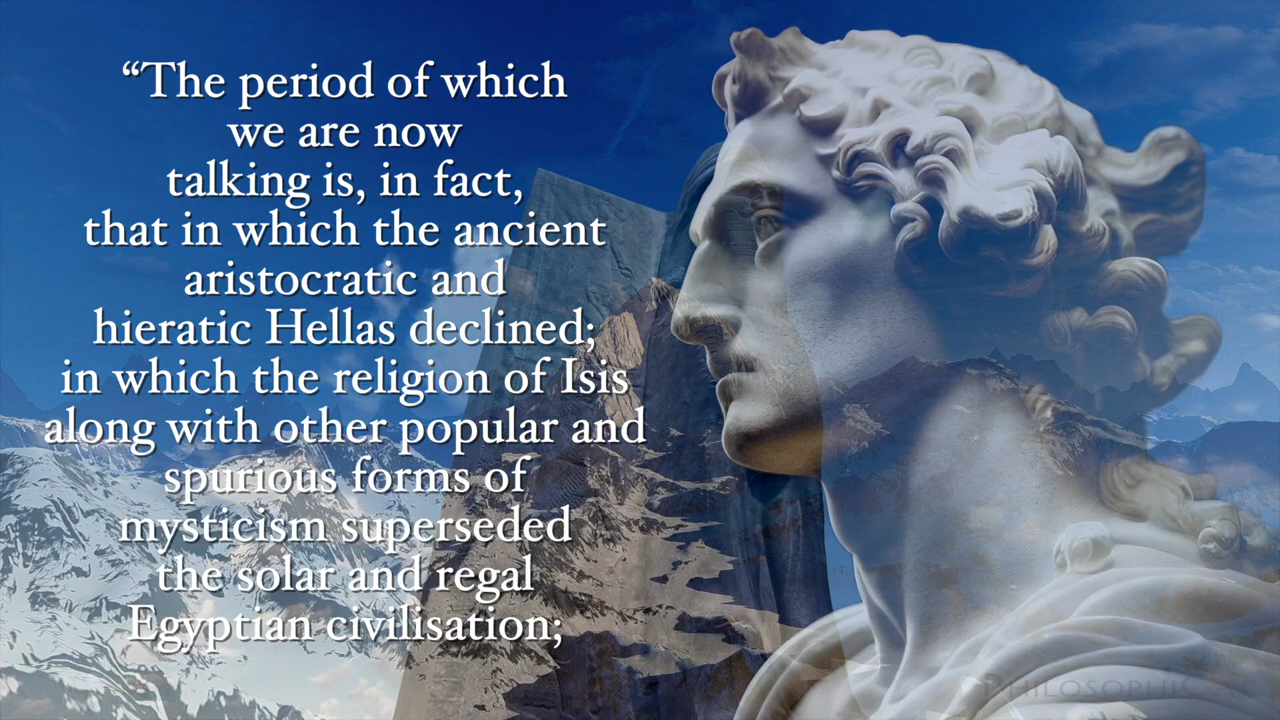 “The period of which
we are now
talking is, in fact,
that in which the ancient
aristocratic and
hieratic Hellas declined;
in which the religion of Isis
along with other popular and
spurious forms of
mysticism superseded
the solar and regal
Egyptian civilisation;